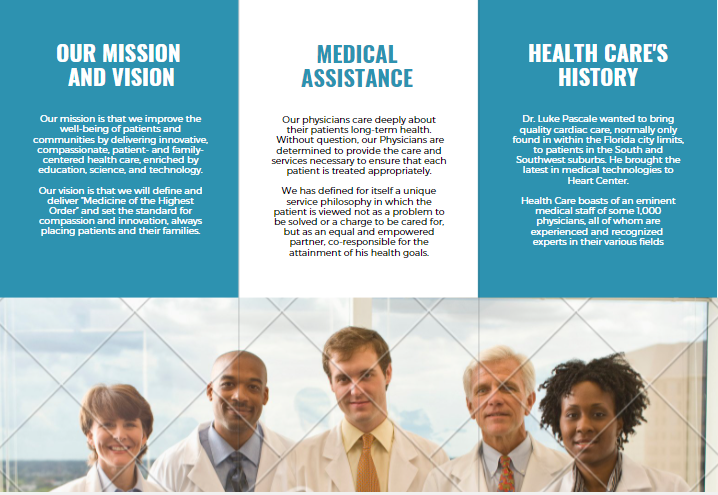 OUR MISSION
AND VISION
Our mission is that we improve the
well-being of patients and
communities by delivering innovative,
compassionate, patient- and family-
centered health care, enriched by
education, science, and technology.
Our vision is that we will define and
deliver "Medicine of the Highest
Order" and set the standard for
compassion and innovation, always
placing patients and their families.
MEDICAL
ASSISTANCE
Our physicians care deeply about
their patients long-term health.
Without question, our Physicians are
determined to provide the care and
services necessary to ensure that each
patient is treated appropriately.
We has defined for itself a unique
service philosophy in which the
patient is viewed not as a problem to
be solved or a charge to be cared for,
but as an equal and empowered
partner, co-responsible for the
attainment of his health goals.
HEALTH CARE'S
HISTORY
Dr. Luke Pascale wanted to bring
quality cardiac care, normally only
found in within the Florida city limits,
to patients in the South and
Southwest suburbs. He brought the
latest in medical technologies to
Heart Center.
Health Care boasts of an eminent
medical staff of some 1,000
physicians, all of whom are
experienced and recognized
experts in their various fields